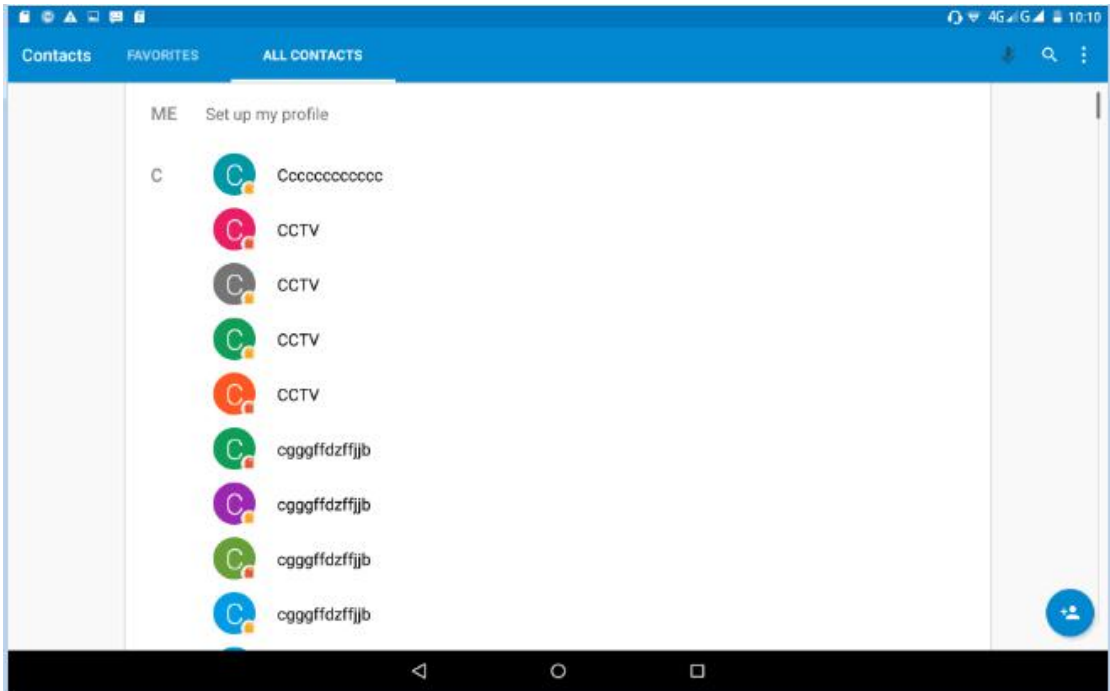 4G G 10:10
Contacts FAVORITES ALL CONTACTS
ME Set up my profile
C C Cccccccccccc
C CCTV
C CCTV
C CCTV
C CCTV
C cgggffdzffjjb
C cgggffdzffjjb
C cgggffdzffjjb
C cgggffdzffjjb